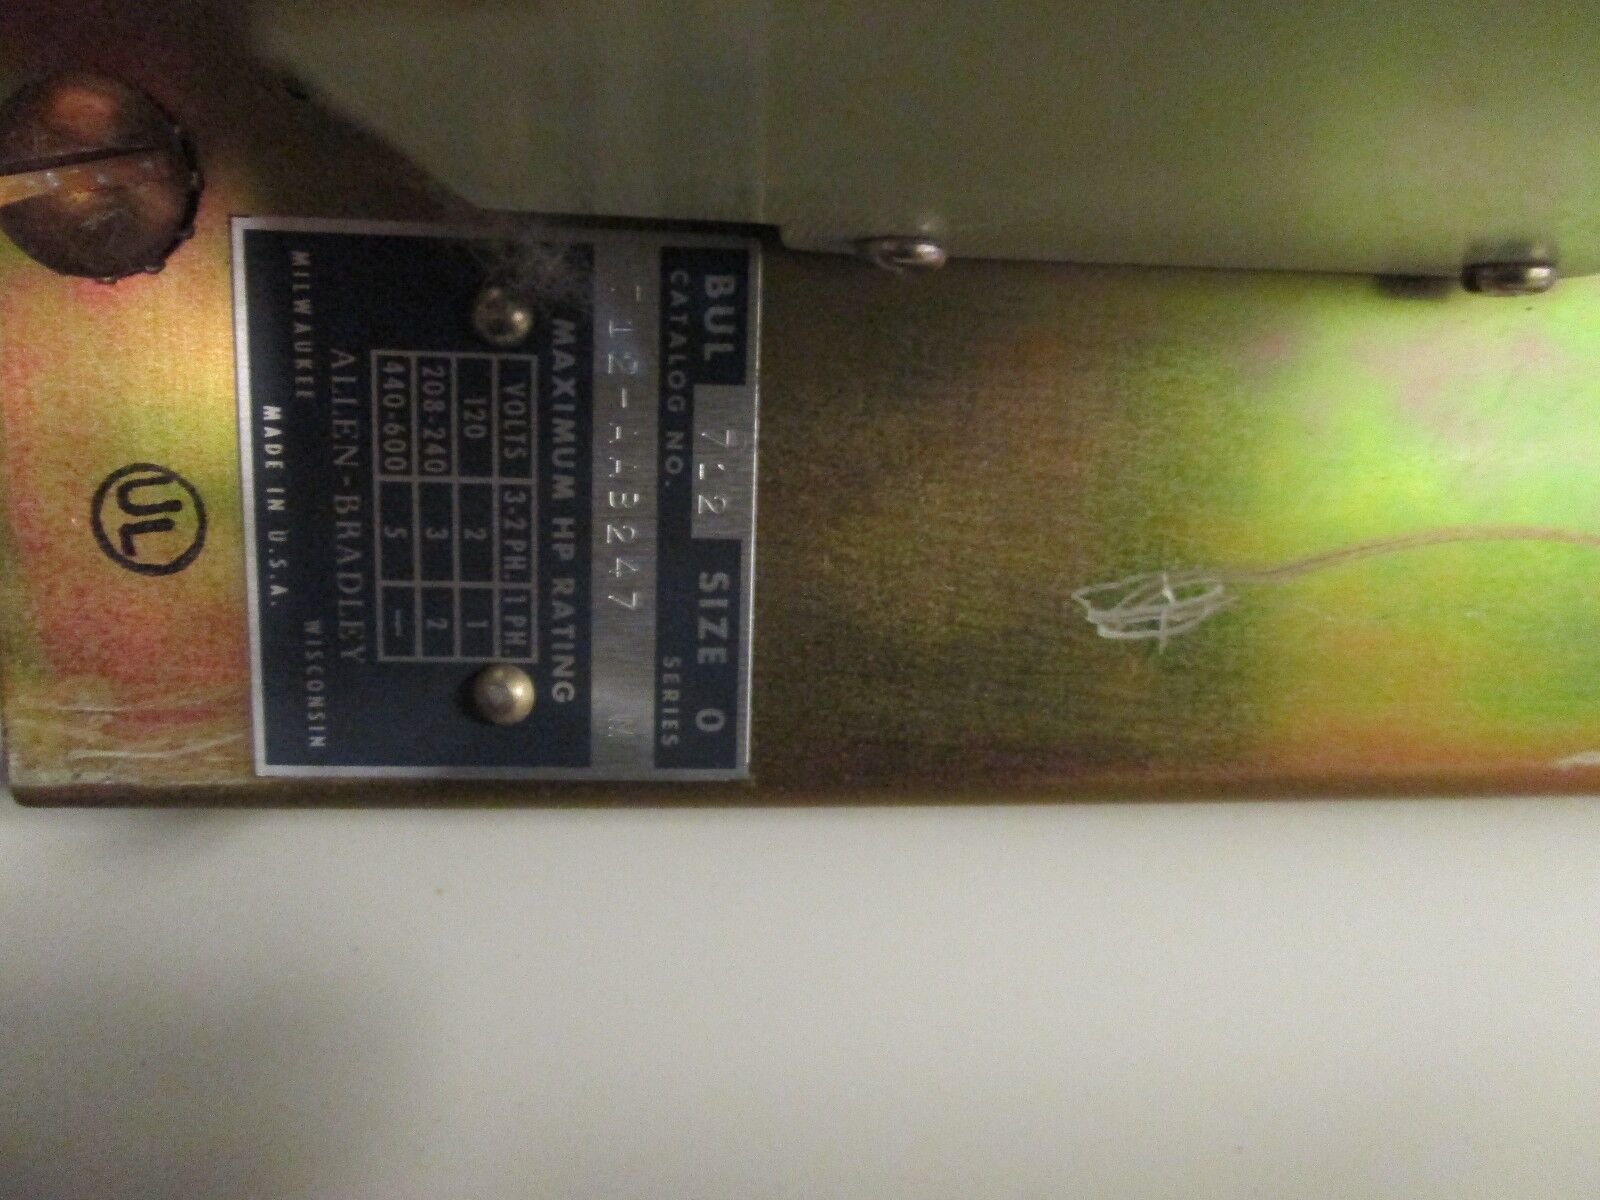 BUL 712 SIZE 0
CATALOG NO. SERIES
712-AAB247 M
MAXIMUM HP RATING
VOLTS 3-2 PH. 1 PH.
120 2 1
208-240 3 2
440-600 5 —
ALLEN-BRADLEY
MILWAUKEE WISCONSIN
MADE IN U.S.A.
UL